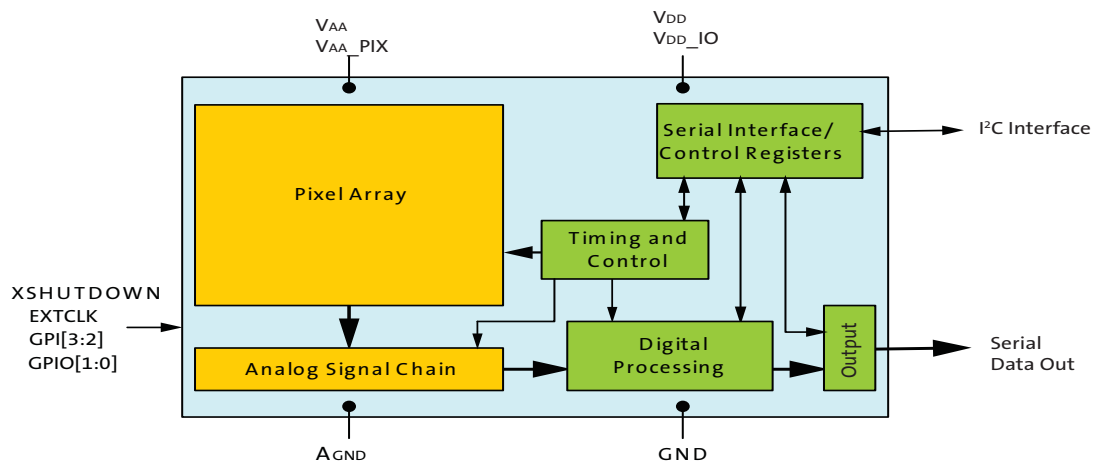 VAA
VAA_PIX
VDD
VDD_IO
Serial Interface/
Control Registers
I²C Interface
Pixel Array
Timing and
Control
XSHUTDOWN
EXTCLK
GPI[3:2]
GPIO[1:0]
Analog Signal Chain
Digital
Processing
Output
Serial
Data Out
AGND
GND